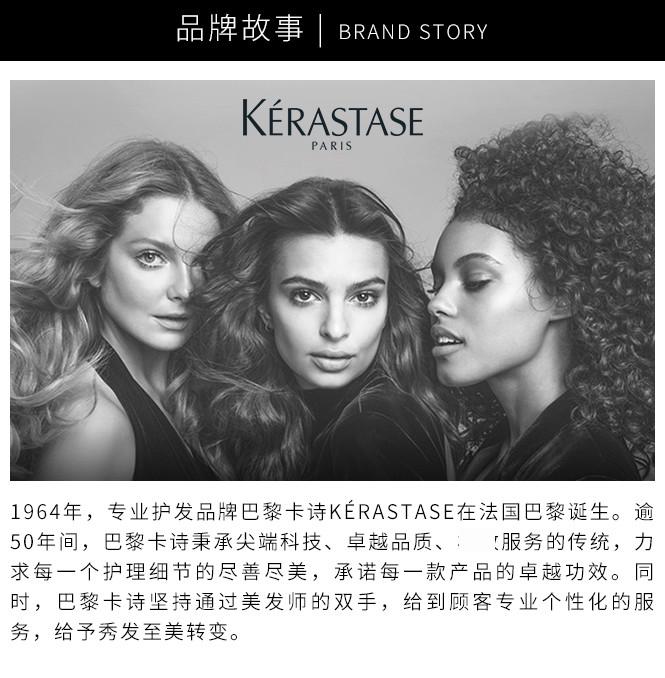 品牌故事 | BRAND STORY
KÉRASTASE
PARIS
1964年，专业护发品牌巴黎卡诗KÉRASTASE在法国巴黎诞生。逾
50年间，巴黎卡诗秉承尖端科技、卓越品质、服务的传统，力
求每一个护理细节的尽善尽美，承诺每一款产品的卓越功效。同
时，巴黎卡诗坚持通过美发师的双手，给到顾客专业个性化的服
务，给予秀发至美转变。